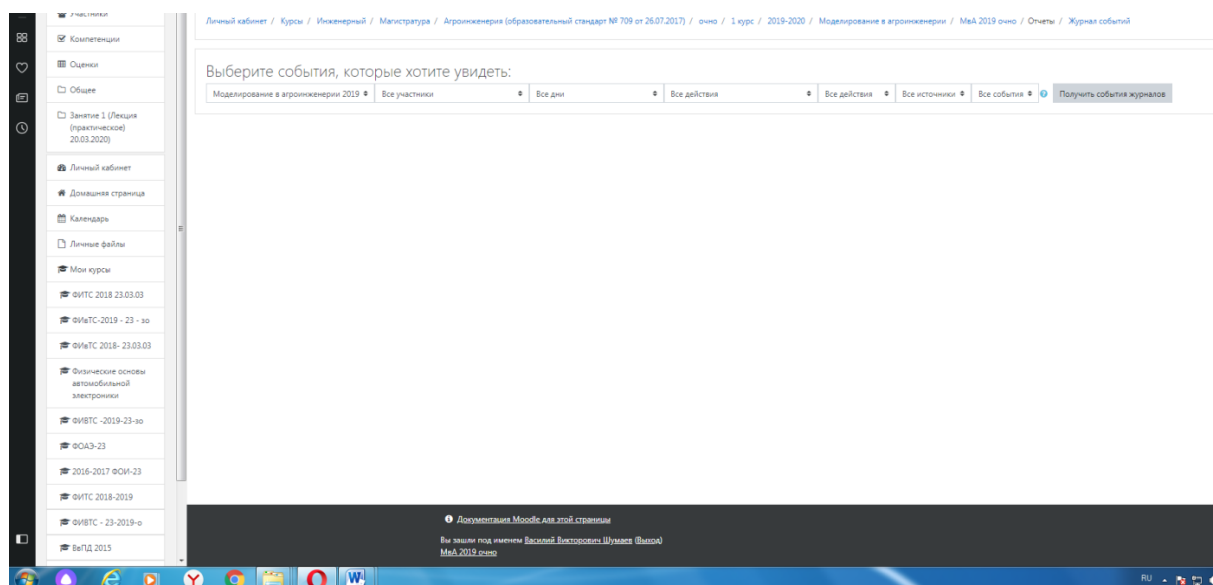 Участники
Компетенции
Оценки
Общее
Занятие 1 (Лекция
(практическое)
20.03.2020)
Личный кабинет
Домашняя страница
Календарь
Личные файлы
Мои курсы
ФИТС 2018 23.03.03
ФИвТС-2019 - 23 - зо
ФИвТС 2018- 23.03.03
Физические основы
автомобильной
электроники
ФИВТС -2019-23-зо
ФОАЭ-23
2016-2017 ФОИ-23
ФИТС 2018-2019
ФИВТС - 23-2019-о
ВвПД 2015
Личный кабинет / Курсы / Инженерный / Магистратура / Агроинженерия (образовательный стандарт № 709 от 26.07.2017) / очно / 1 курс / 2019-2020 / Моделирование в агроинженерии / МвА 2019 очно / Отчеты / Журнал событий
Выберите события, которые хотите увидеть:
Моделирование в агроинженерии 2019 Все участники Все дни Все действия Все действия Все источники Все события Получить события журналов
Документация Moodle для этой страницы
Вы зашли под именем Василий Викторович Шумаев (Выход)
МвА 2019 очно
RU